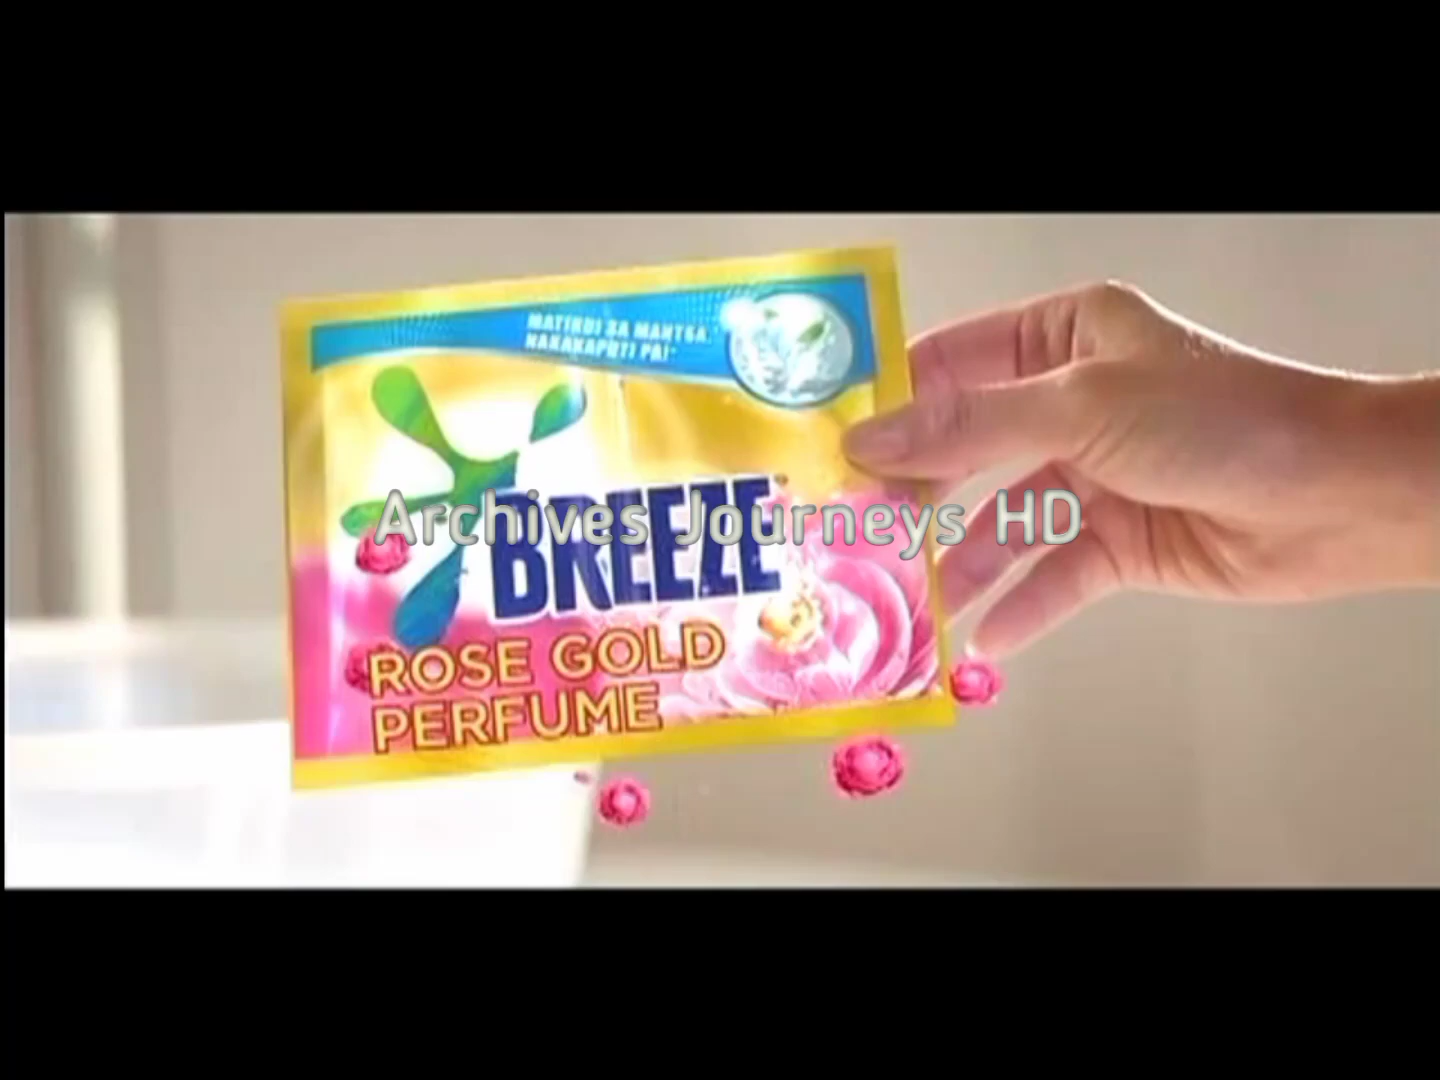 MATINDI SA MANTSA.
NAKAKAPUTI PA!*
BREEZE
Archives Journeys HD
ROSE GOLD
PERFUME